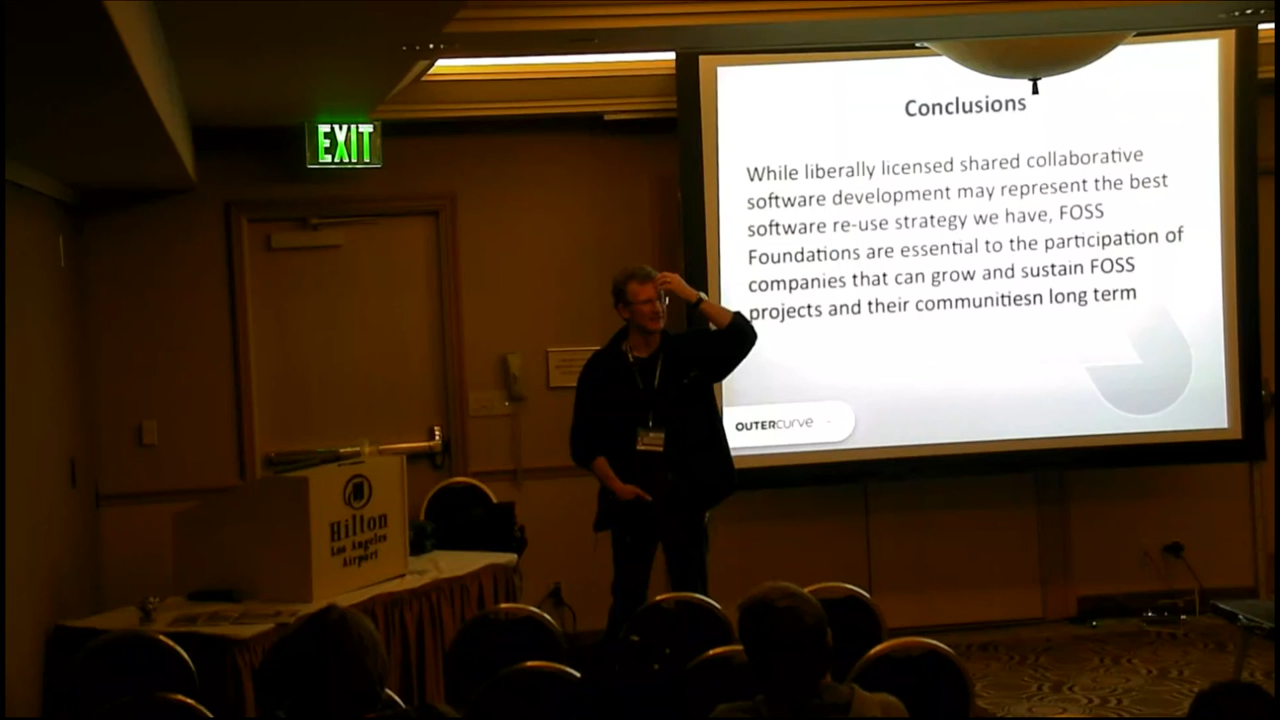 EXIT
Conclusions
While liberally licensed shared collaborative
software development may represent the best
software re-use strategy we have, FOSS
Foundations are essential to the participation of
companies that can grow and sustain FOSS
projects and their communitiesn long term
OUTERcurve
Hilton
Los Angeles
Airport